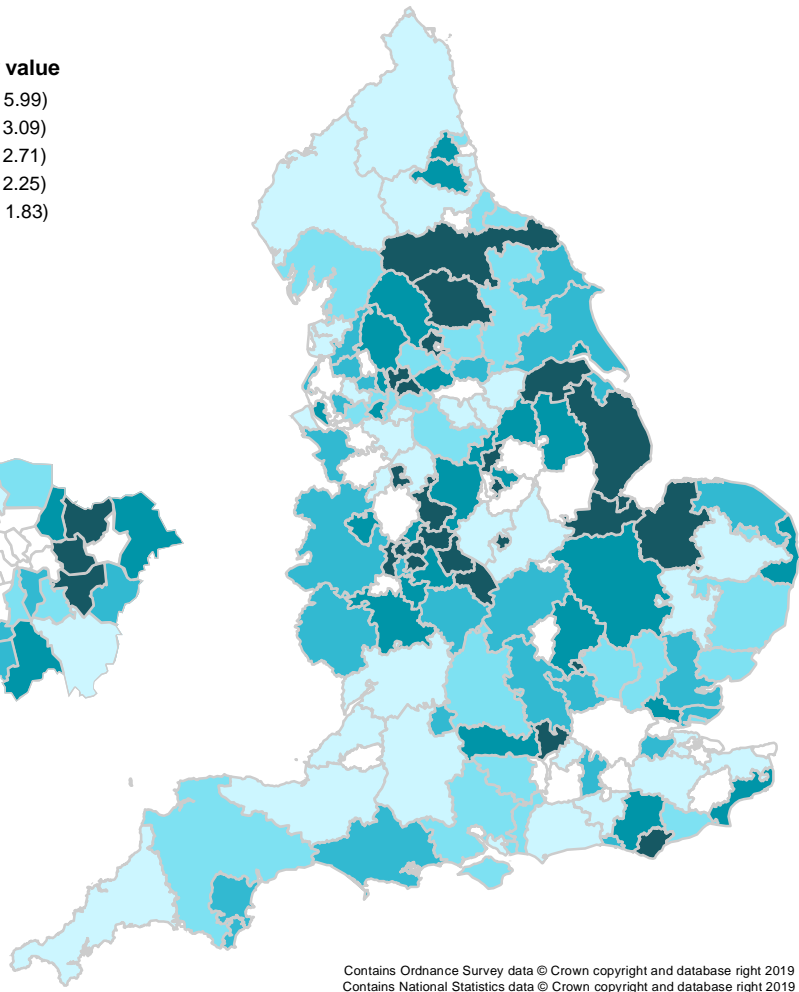 value
5.99)
3.09)
2.71)
2.25)
1.83)
Contains Ordnance Survey data © Crown copyright and database right 2019
Contains National Statistics data © Crown copyright and database right 2019